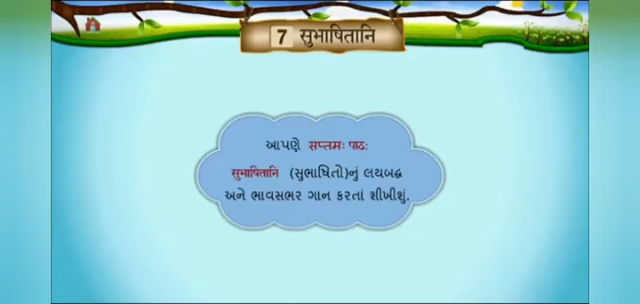 7 सुभाषितानि
આપણે सप्तमः पाठः
सुभाषितानि (સુભાષિતો)નું લયબદ્ધ
અને ભાવસભર ગાન કરતાં શીખીશું.